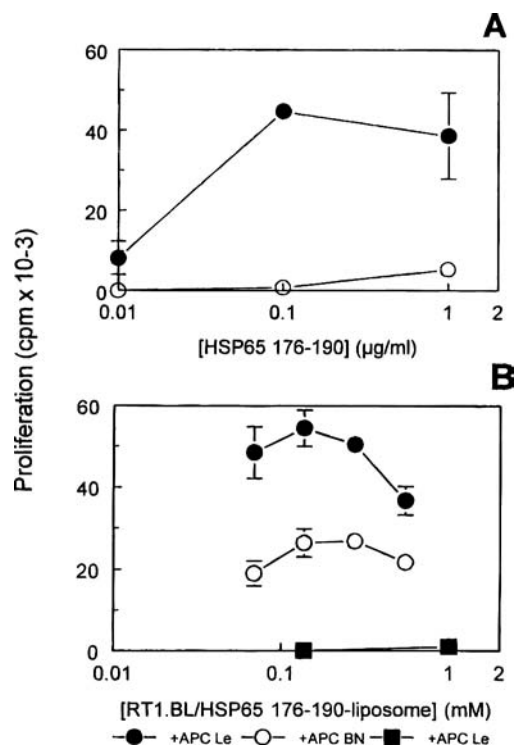 A
60
40
20
0
0.01 0.1 1 2
[HSP65 176-190] (µg/ml)
Proliferation (cpm x 10-3)
B
60
40
20
0
0.01 0.1 1 2
[RT1.BL/HSP65 176-190-liposome] (mM)
+APC Le +APC BN +APC Le